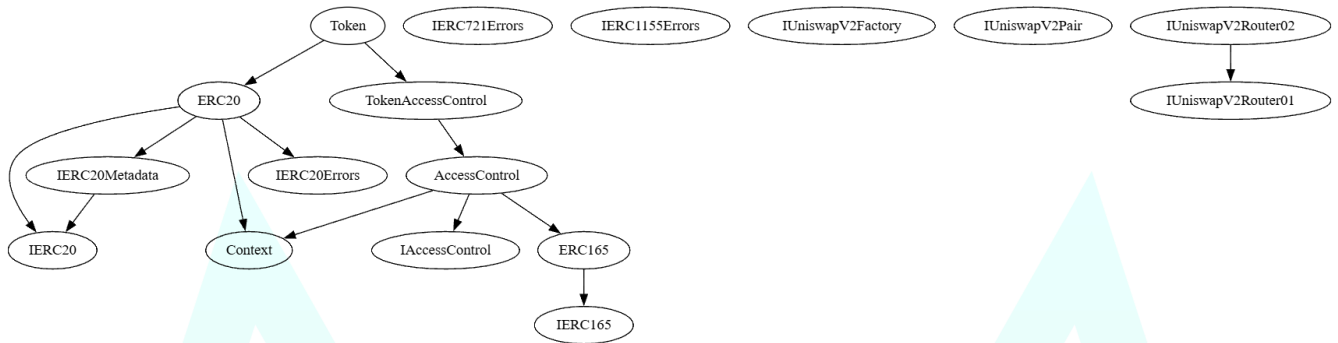 Token
IERC721Errors
IERC1155Errors
IUniswapV2Factory
IUniswapV2Pair
IUniswapV2Router02
ERC20
TokenAccessControl
IUniswapV2Router01
IERC20Metadata
IERC20Errors
AccessControl
IERC20
Context
IAccessControl
ERC165
IERC165